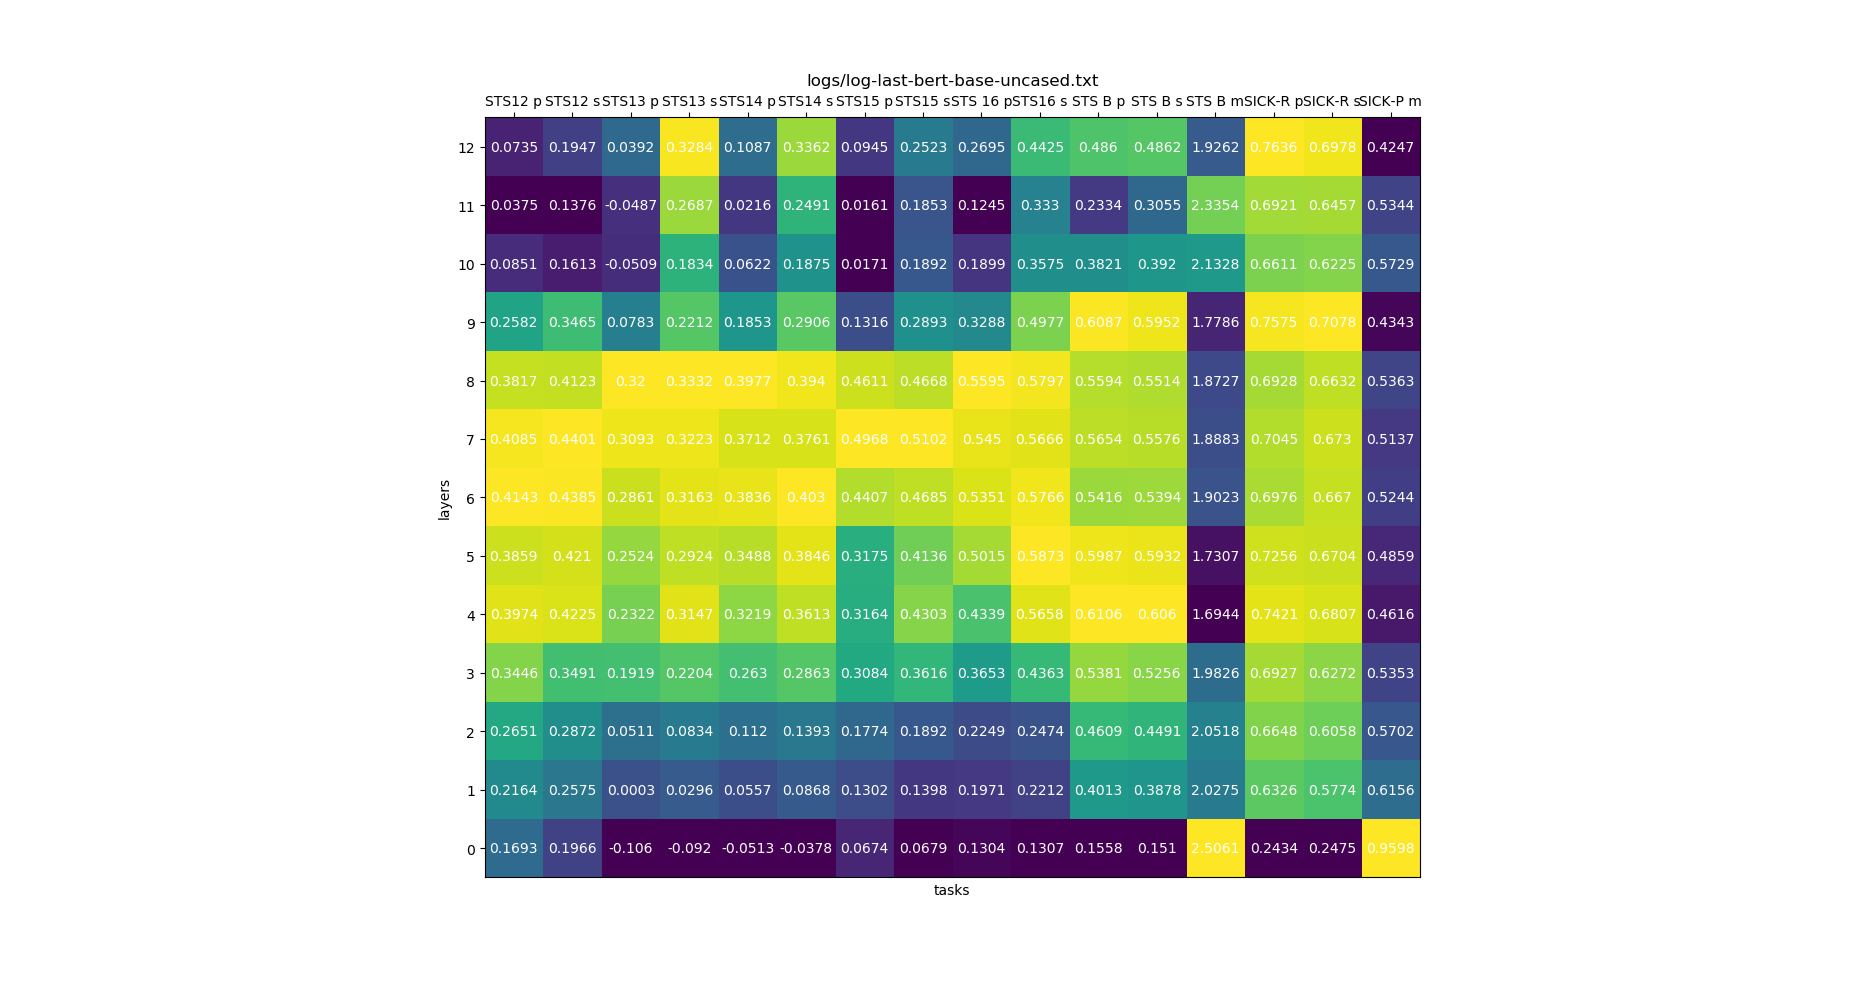 logs/log-last-bert-base-uncased.txt
STS12 p STS12 s STS13 p STS13 s STS14 p STS14 s STS15 p STS15 s STS 16 p STS16 s STS B p STS B s STS B m SICK-R p SICK-R s SICK-P m
12 0.0735 0.1947 0.0392 0.3284 0.1087 0.3362 0.0945 0.2523 0.2695 0.4425 0.486 0.4862 1.9262 0.7636 0.6978 0.4247
11 0.0375 0.1376 -0.0487 0.2687 0.0216 0.2491 0.0161 0.1853 0.1245 0.333 0.2334 0.3055 2.3354 0.6921 0.6457 0.5344
10 0.0851 0.1613 -0.0509 0.1834 0.0622 0.1875 0.0171 0.1892 0.1899 0.3575 0.3821 0.392 2.1328 0.6611 0.6225 0.5729
9 0.2582 0.3465 0.0783 0.2212 0.1853 0.2906 0.1316 0.2893 0.3288 0.4977 0.6087 0.5952 1.7786 0.7575 0.7078 0.4343
8 0.3817 0.4123 0.32 0.3332 0.3977 0.394 0.4611 0.4668 0.5595 0.5797 0.5594 0.5514 1.8727 0.6928 0.6632 0.5363
7 0.4085 0.4401 0.3093 0.3223 0.3712 0.3761 0.4968 0.5102 0.545 0.5666 0.5654 0.5576 1.8883 0.7045 0.673 0.5137
6 0.4143 0.4385 0.2861 0.3163 0.3836 0.403 0.4407 0.4685 0.5351 0.5766 0.5416 0.5394 1.9023 0.6976 0.667 0.5244
5 0.3859 0.421 0.2524 0.2924 0.3488 0.3846 0.3175 0.4136 0.5015 0.5873 0.5987 0.5932 1.7307 0.7256 0.6704 0.4859
4 0.3974 0.4225 0.2322 0.3147 0.3219 0.3613 0.3164 0.4303 0.4339 0.5658 0.6106 0.606 1.6944 0.7421 0.6807 0.4616
3 0.3446 0.3491 0.1919 0.2204 0.263 0.2863 0.3084 0.3616 0.3653 0.4363 0.5381 0.5256 1.9826 0.6927 0.6272 0.5353
2 0.2651 0.2872 0.0511 0.0834 0.112 0.1393 0.1774 0.1892 0.2249 0.2474 0.4609 0.4491 2.0518 0.6648 0.6058 0.5702
1 0.2164 0.2575 0.0003 0.0296 0.0557 0.0868 0.1302 0.1398 0.1971 0.2212 0.4013 0.3878 2.0275 0.6326 0.5774 0.6156
0 0.1693 0.1966 -0.106 -0.092 -0.0513 -0.0378 0.0674 0.0679 0.1304 0.1307 0.1558 0.151 2.5061 0.2434 0.2475 0.9598
layers
tasks